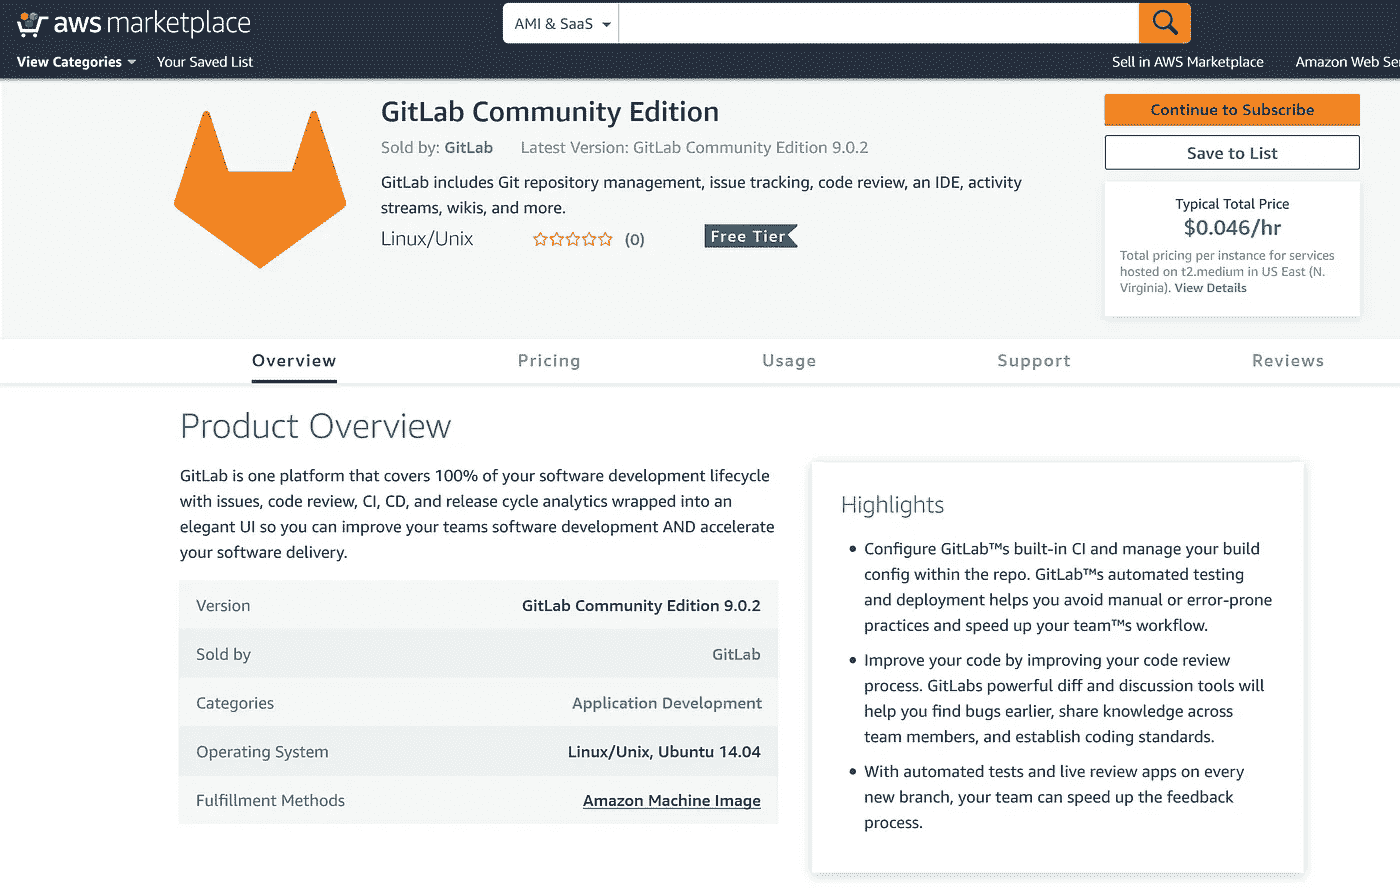 aws marketplace
AMI & SaaS
View Categories
Your Saved List
Sell in AWS Marketplace
Amazon Web Se
GitLab Community Edition
Sold by: GitLab
Latest Version: GitLab Community Edition 9.0.2
GitLab includes Git repository management, issue tracking, code review, an IDE, activity
streams, wikis, and more.
Linux/Unix
(0)
Free Tier
Continue to Subscribe
Save to List
Typical Total Price
$0.046/hr
Total pricing per instance for services
hosted on t2.medium in US East (N.
Virginia). View Details
Overview
Pricing
Usage
Support
Reviews
Product Overview
GitLab is one platform that covers 100% of your software development lifecycle
with issues, code review, CI, CD, and release cycle analytics wrapped into an
elegant UI so you can improve your teams software development AND accelerate
your software delivery.
Version
GitLab Community Edition 9.0.2
Sold by
GitLab
Categories
Application Development
Operating System
Linux/Unix, Ubuntu 14.04
Fulfillment Methods
Amazon Machine Image
Highlights
• Configure GitLab™s built-in CI and manage your build
config within the repo. GitLab™s automated testing
and deployment helps you avoid manual or error-prone
practices and speed up your team™s workflow.
• Improve your code by improving your code review
process. GitLabs powerful diff and discussion tools will
help you find bugs earlier, share knowledge across
team members, and establish coding standards.
• With automated tests and live review apps on every
new branch, your team can speed up the feedback
process.